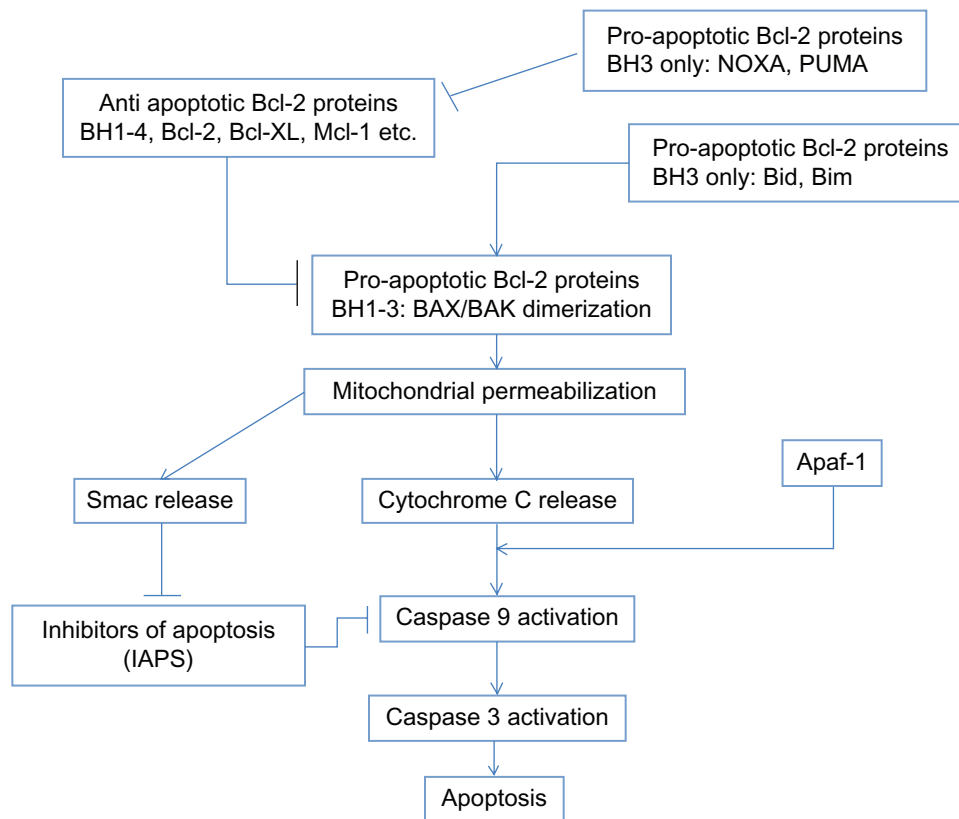 Pro-apoptotic Bcl-2 proteins
BH3 only: NOXA, PUMA
Anti apoptotic Bcl-2 proteins
BH1-4, Bcl-2, Bcl-XL, Mcl-1 etc.
Pro-apoptotic Bcl-2 proteins
BH3 only: Bid, Bim
Pro-apoptotic Bcl-2 proteins
BH1-3: BAX/BAK dimerization
Mitochondrial permeabilization
Apaf-1
Smac release
Cytochrome C release
Inhibitors of apoptosis
(IAPS)
Caspase 9 activation
Caspase 3 activation
Apoptosis